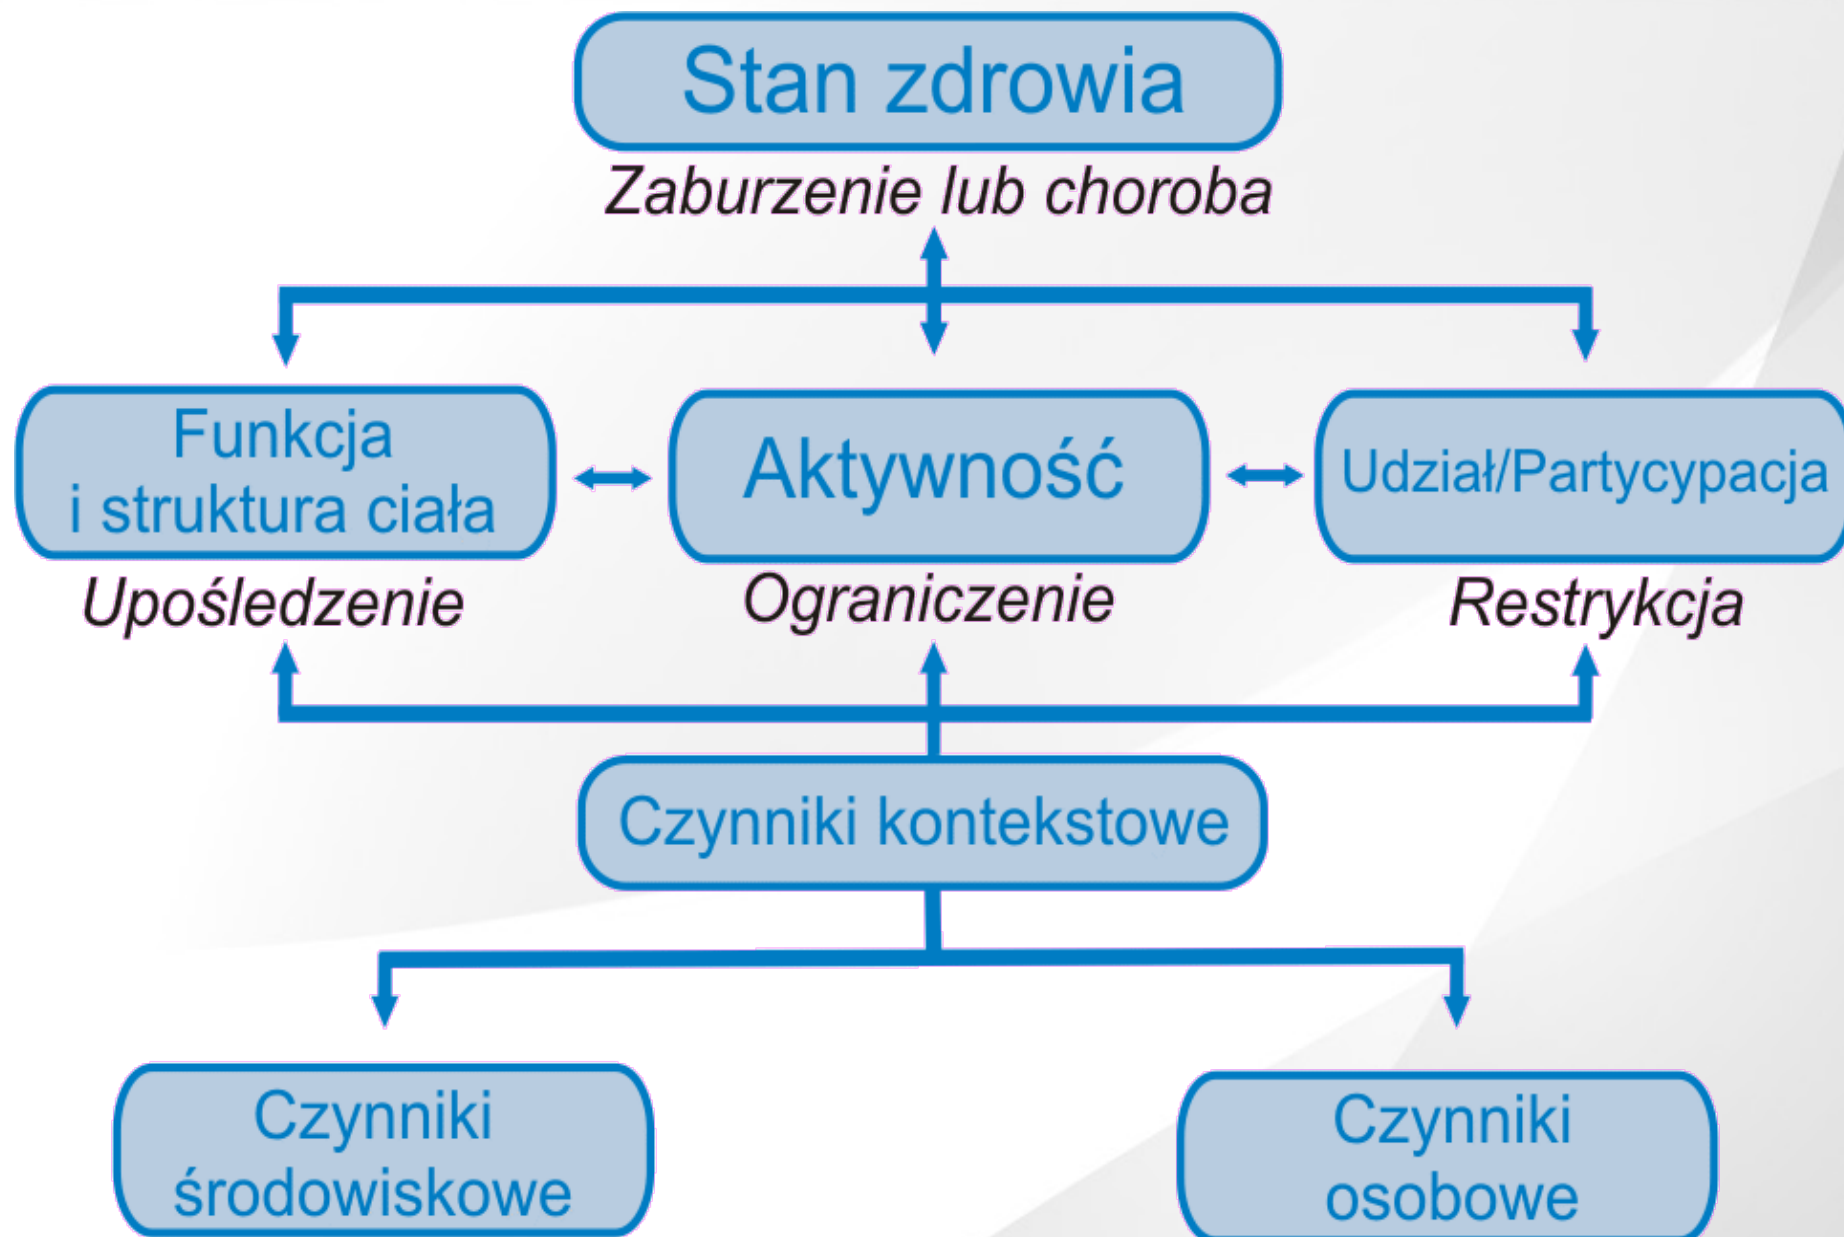 Stan zdrowia
Zaburzenie lub choroba
Funkcja
i struktura ciała
Aktywność
Udział/Partycypacja
Upośledzenie
Ograniczenie
Restrykcja
Czynniki kontekstowe
Czynniki
środowiskowe
Czynniki
osobowe